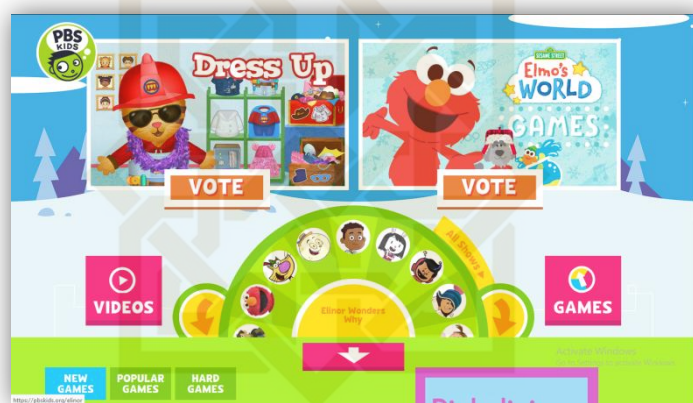 PBS
KIDS
Dress Up
SESAME STREET
Elmo's
WORLD
GAMES
VOTE
VOTE
All Shows
VIDEOS
Elinor Wonders
Why
GAMES
Activate Windows
NEW
GAMES
POPULAR
GAMES
HARD
GAMES
https://pbskids.org/elinor